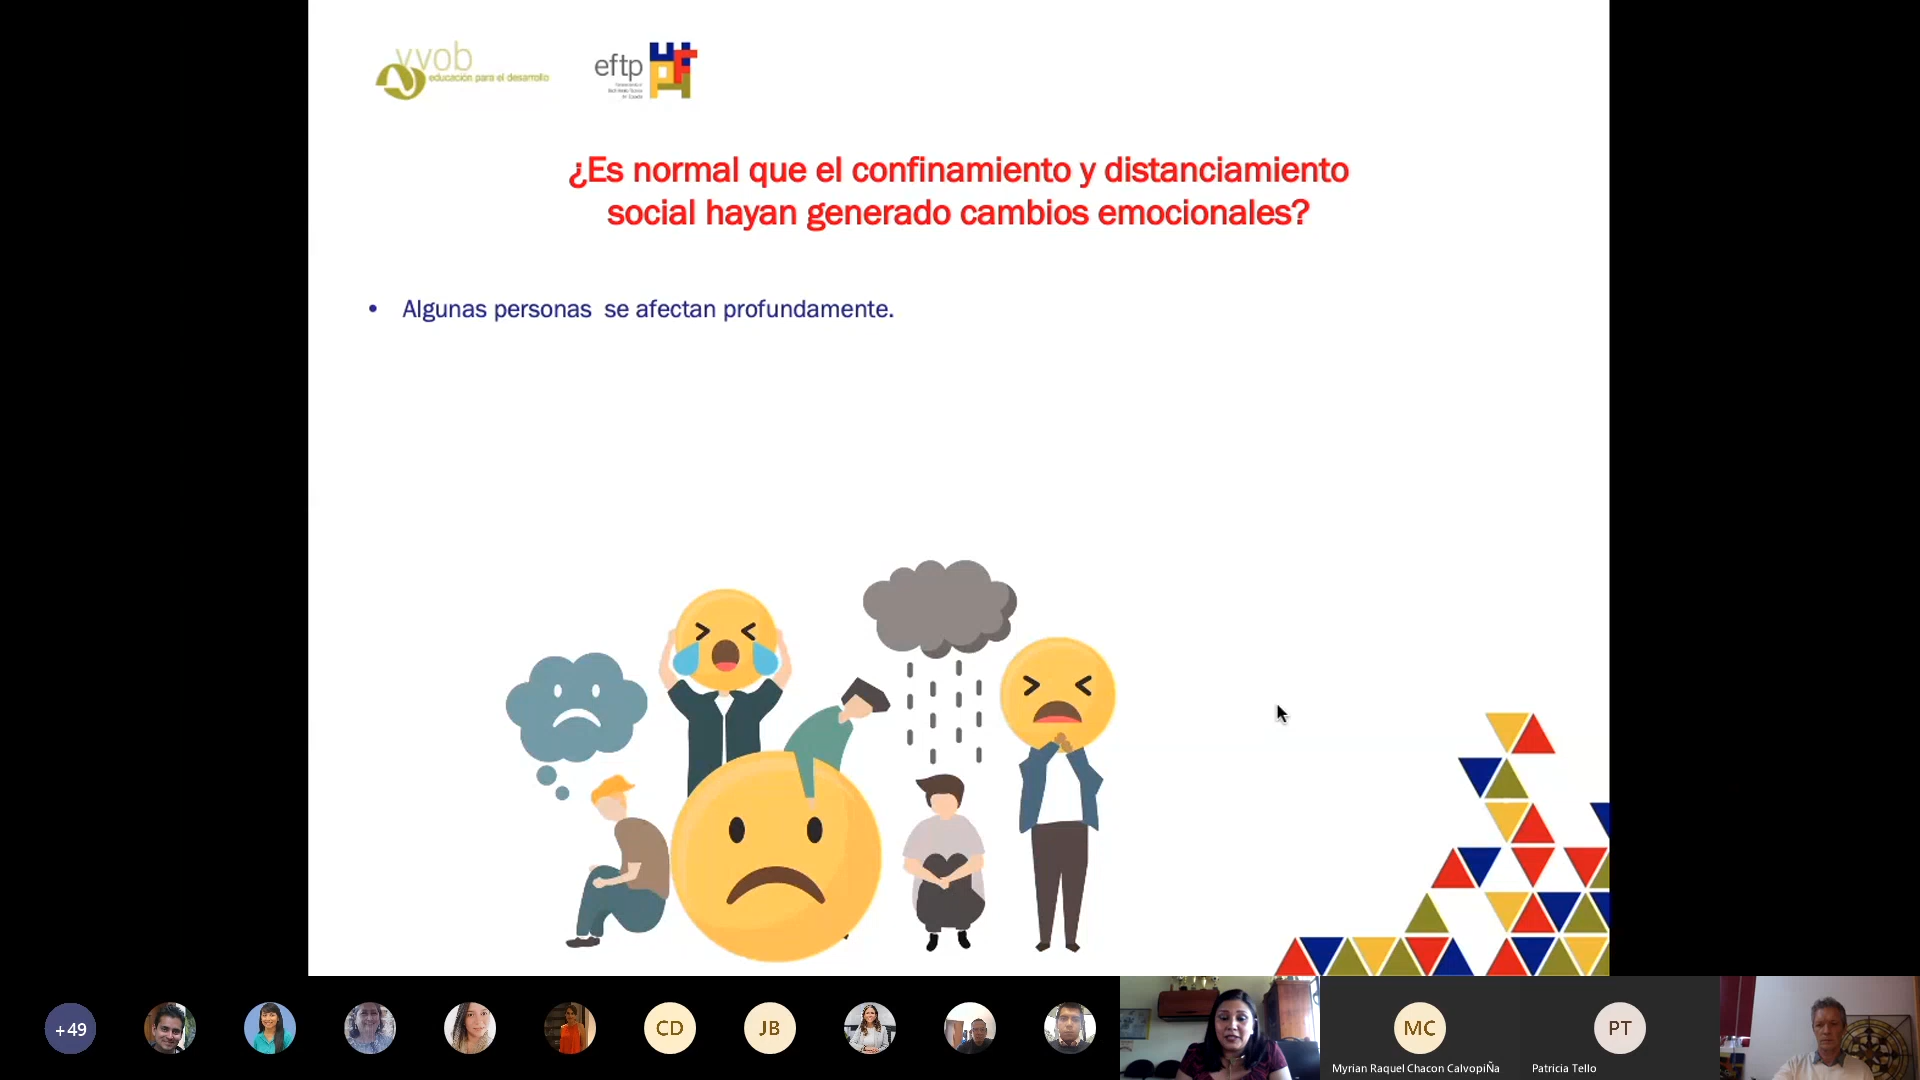 vvob
educación para el desarrollo
eftp
¿Es normal que el confinamiento y distanciamiento
social hayan generado cambios emocionales?
• Algunas personas se afectan profundamente.
+49
CD
JB
MC
PT
Myrian Raquel Chacon CalvopiÑa
Patricia Tello